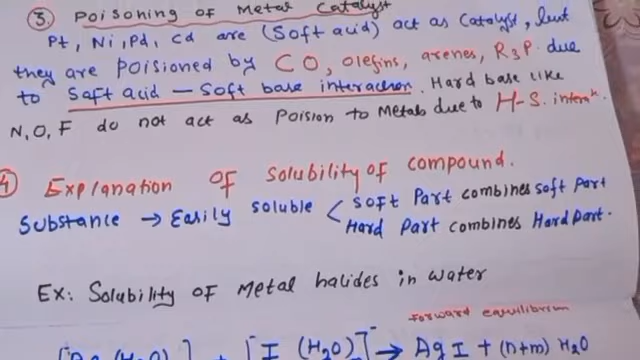 ③. Poisoning of Metal Catalyst
Pt, Ni, Pd, Cd are (Soft acid) act as Catalyst, but
they are poisioned by CO, olefins, arenes, R3P. due
to Saft acid – Soft base interaction. Hard base like
N, O, F do not act as Poision to Metals due to H-S. interaⁿ.
④ Explanation of Solubility of compound.
Substance → Easily soluble < Soft Part combines soft Part
Hard Part combines Hard Part.
Ex: Solubility of Metal halides in water
forward equilibrium
[I (H2O)]⁻ → AgI + (n+m) H2O